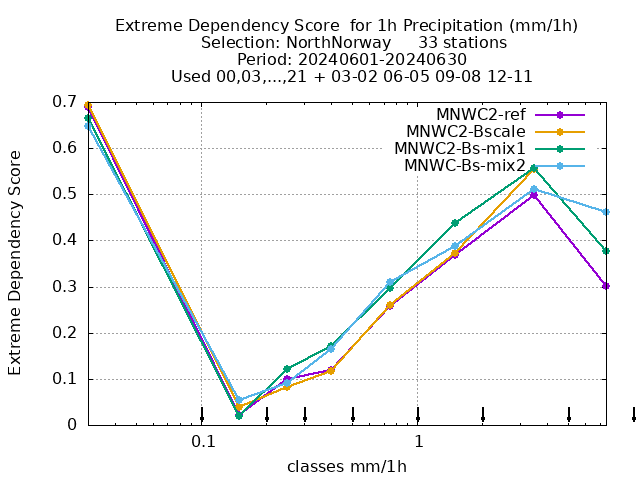 Extreme Dependency Score  for 1h Precipitation (mm/1h)
Selection: NorthNorway     33 stations
Period: 20240601-20240630
Used 00,03,...,21 + 03-02 06-05 09-08 12-11
MNWC2-ref
MNWC2-Bscale
MNWC2-Bs-mix1
MNWC-Bs-mix2
Extreme Dependency Score
0.7
0.6
0.5
0.4
0.3
0.2
0.1
0
0.1
1
classes mm/1h